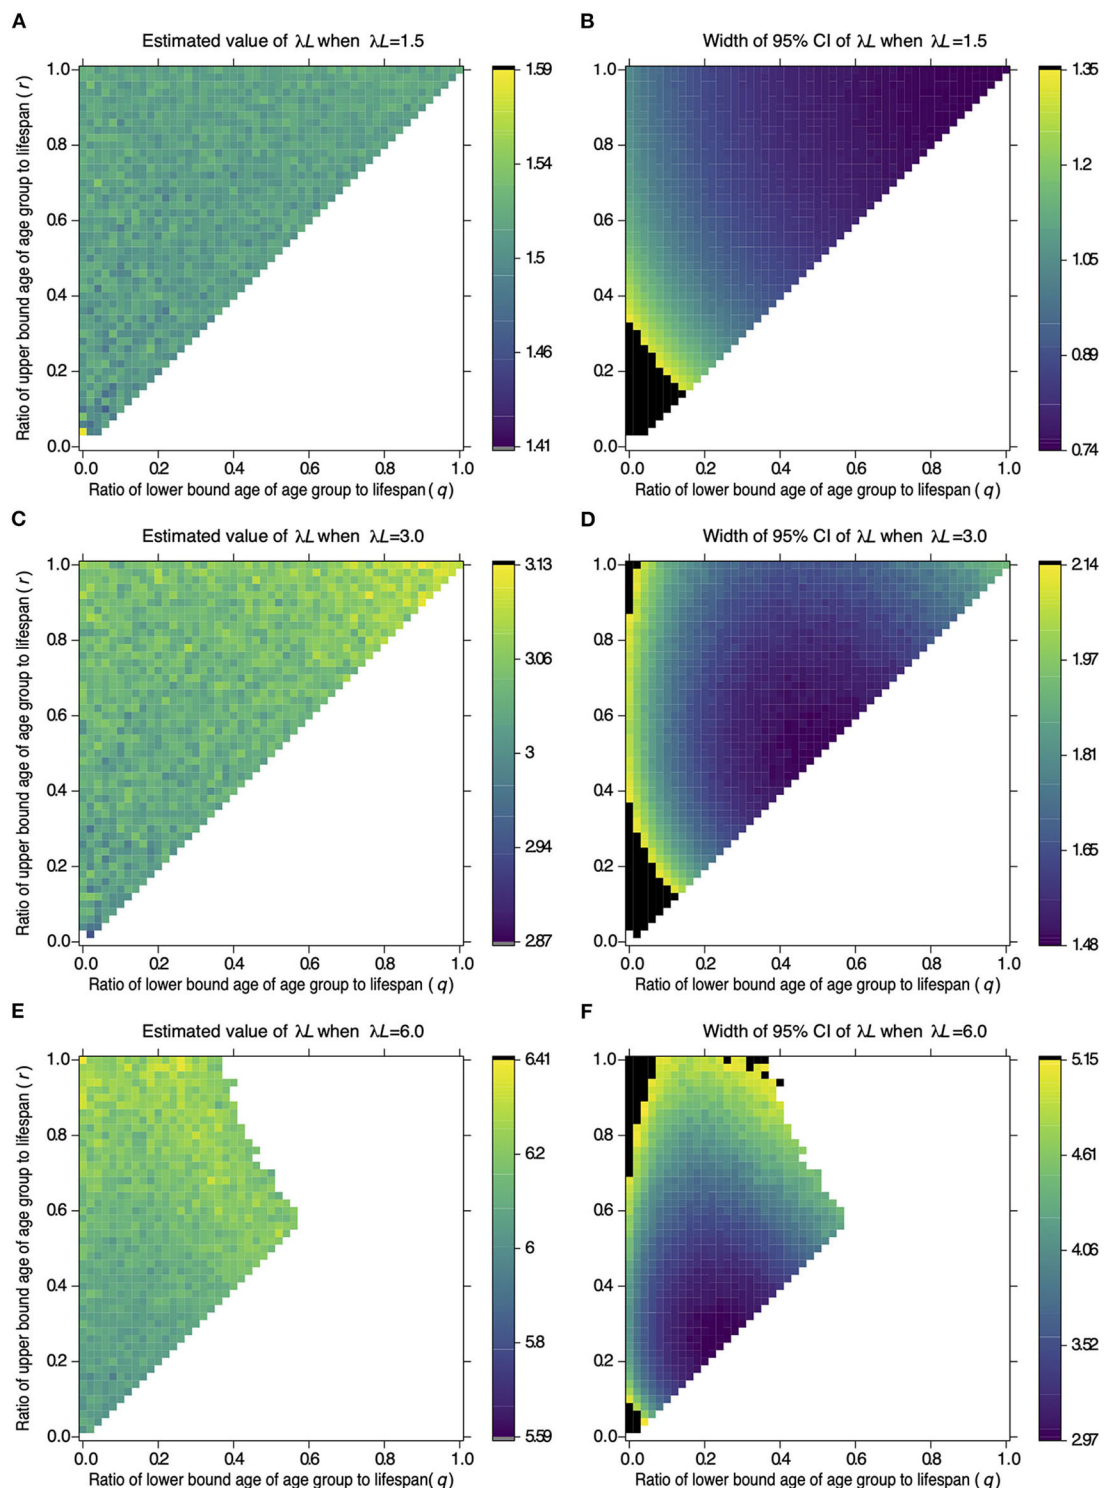 A
Estimated value of λL when λL=1.5
Ratio of upper bound age of age group to lifespan (r)
1.0
0.8
0.6
0.4
0.2
0.0
0.0 0.2 0.4 0.6 0.8 1.0
Ratio of lower bound age of age group to lifespan (q)
1.59
1.54
1.5
1.46
1.41
B
Width of 95% CI of λL when λL=1.5
1.0
0.8
0.6
0.4
0.2
0.0
0.0 0.2 0.4 0.6 0.8 1.0
Ratio of lower bound age of age group to lifespan (q)
1.35
1.2
1.05
0.89
0.74
C
Estimated value of λL when λL=3.0
Ratio of upper bound age of age group to lifespan (r)
1.0
0.8
0.6
0.4
0.2
0.0
0.0 0.2 0.4 0.6 0.8 1.0
Ratio of lower bound age of age group to lifespan (q)
3.13
3.06
3
2.94
2.87
D
Width of 95% CI of λL when λL=3.0
1.0
0.8
0.6
0.4
0.2
0.0
0.0 0.2 0.4 0.6 0.8 1.0
Ratio of lower bound age of age group to lifespan (q)
2.14
1.97
1.81
1.65
1.48
E
Estimated value of λL when λL=6.0
Ratio of upper bound age of age group to lifespan (r)
1.0
0.8
0.6
0.4
0.2
0.0
0.0 0.2 0.4 0.6 0.8 1.0
Ratio of lower bound age of age group to lifespan (q)
6.41
6.2
6
5.8
5.59
F
Width of 95% CI of λL when λL=6.0
1.0
0.8
0.6
0.4
0.2
0.0
0.0 0.2 0.4 0.6 0.8 1.0
Ratio of lower bound age of age group to lifespan (q)
5.15
4.61
4.06
3.52
2.97